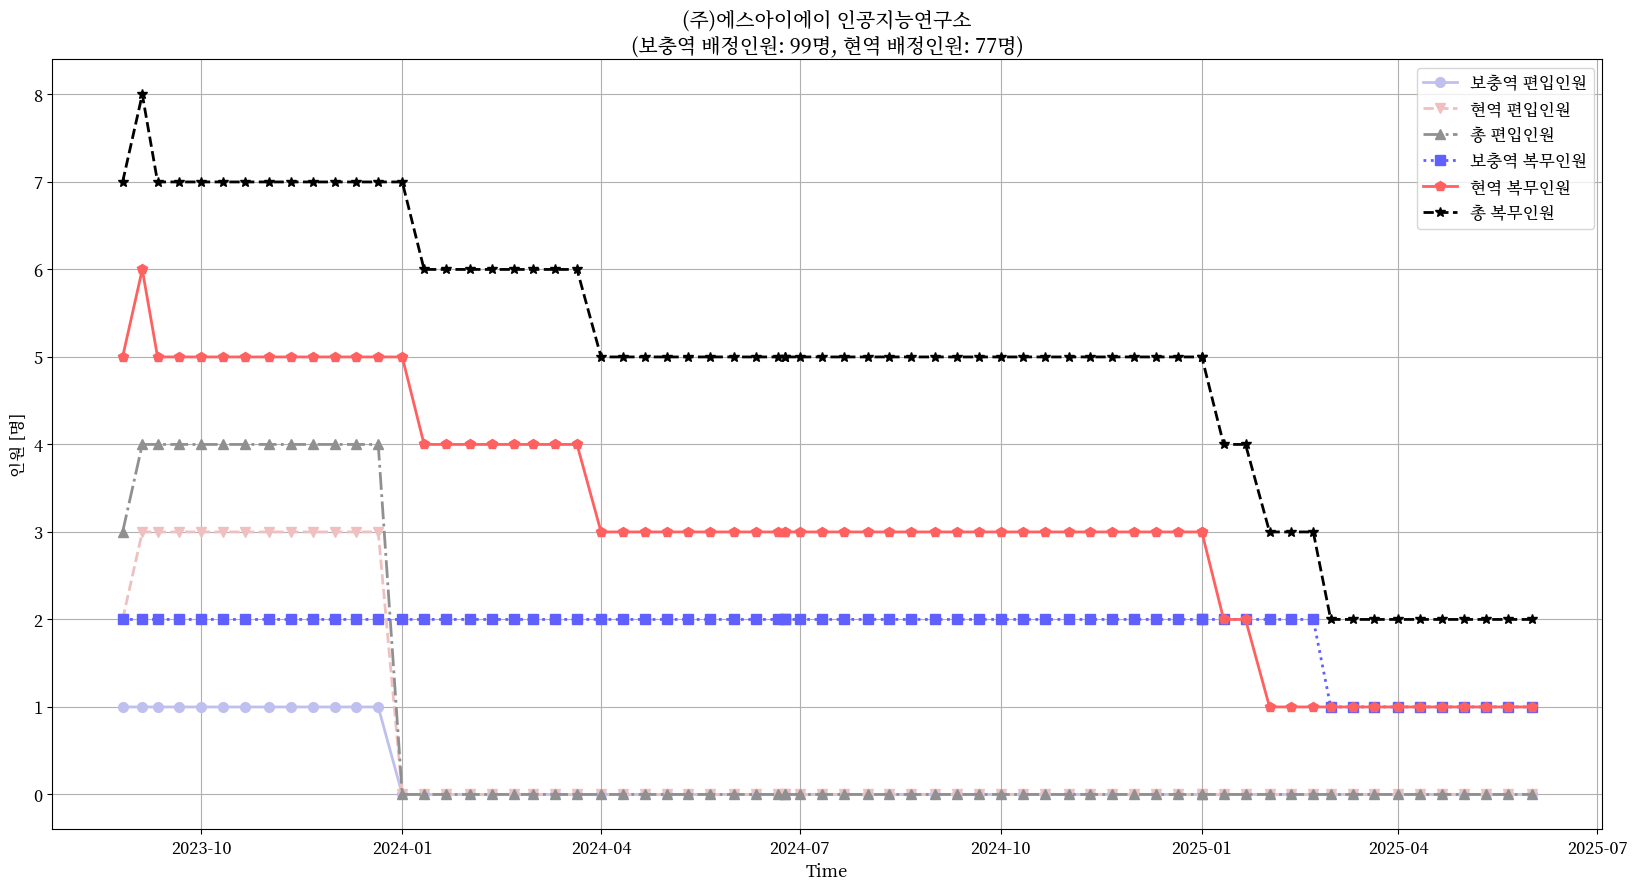 (주)에스아이에이 인공지능연구소
(보충역 배정인원: 99명, 현역 배정인원: 77명)
보충역 편입인원
현역 편입인원
총 편입인원
보충역 복무인원
현역 복무인원
총 복무인원
8
7
6
5
4
3
2
1
0
인원 [명]
2023-10 2024-01 2024-04 2024-07 2024-10 2025-01 2025-04 2025-07
Time